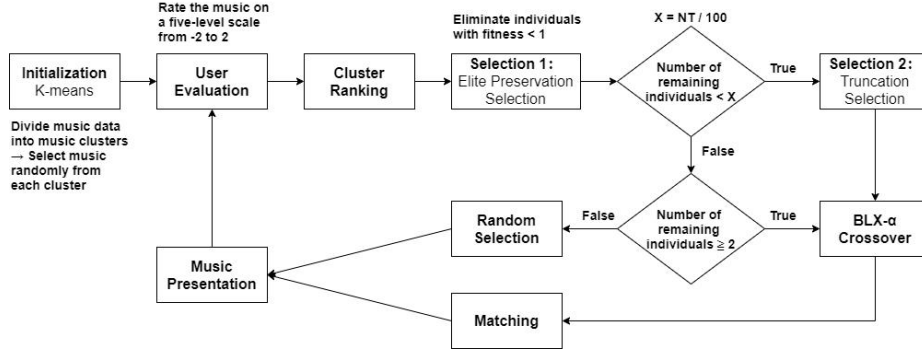 Rate the music on
a five-level scale
from -2 to 2
Eliminate individuals
with fitness < 1
X = NT / 100
Initialization
K-means
User
Evaluation
Cluster
Ranking
Selection 1:
Elite Preservation
Selection
Number of
remaining
individuals < X
True
Selection 2:
Truncation
Selection
Divide music data
into music clusters
→ Select music
randomly from
each cluster
False
Random
Selection
False
Number of
remaining
individuals ≧ 2
True
BLX-α
Crossover
Music
Presentation
Matching